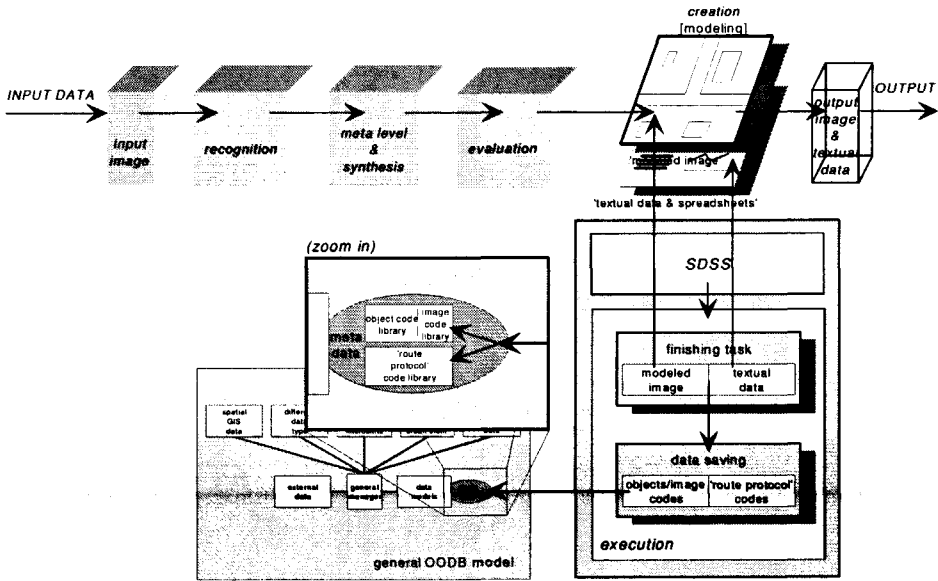 creation
[modeling]
INPUT DATA
OUTPUT
input
image
recognition
meta level
&
synthesis
evaluation
output
image
&
textual
data
'modeled image'
'textual data & spreadsheets'
(zoom in)
SDSS
object code
library
image
code
library
meta
data
'route
protocol'
code library
finishing task
modeled
image
textual
data
spatial
GIS
data
data
type
data saving
objects/image
codes
'route protocol'
codes
external
data
general
manager
data
models
execution
general OODB model